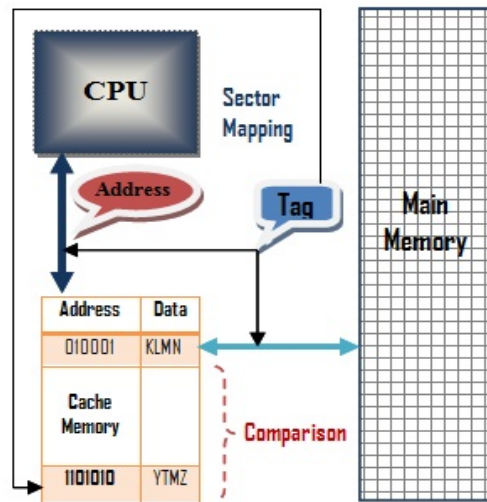 CPU
Sector
Mapping
Address
Tag
Main
Memory
Address Data
010001 KLMN
Cache
Memory
Comparison
1101010 YTMZ